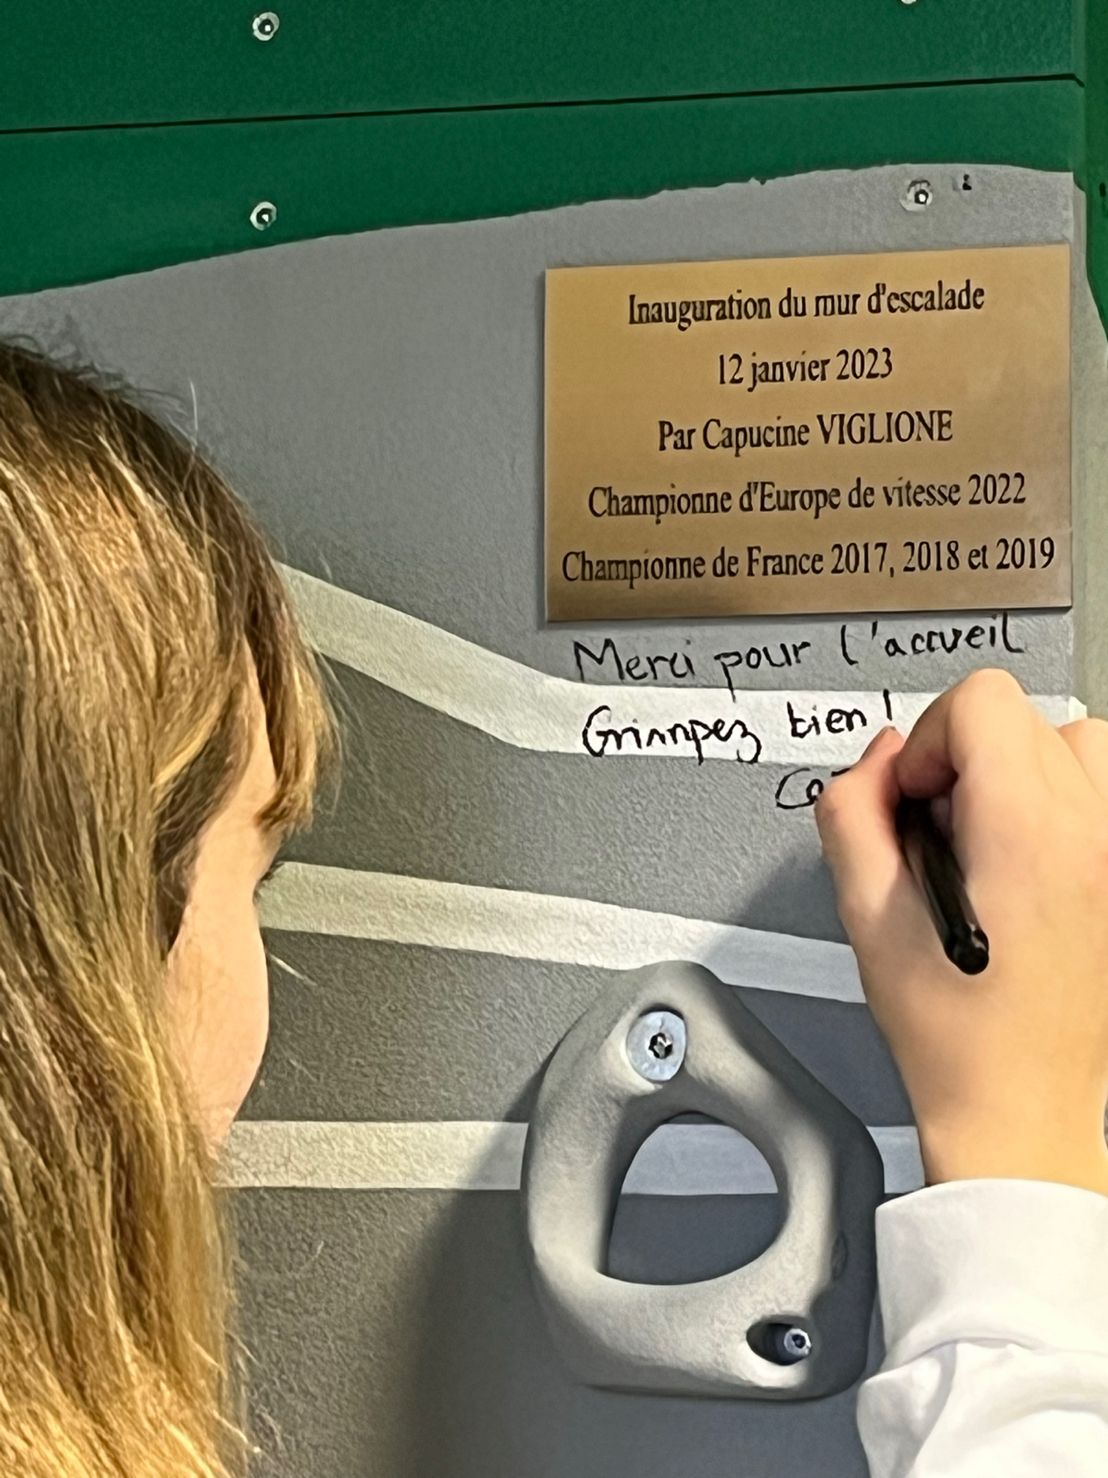 Inauguration du mur d'escalade
12 janvier 2023
Par Capucine VIGLIONE
Championne d'Europe de vitesse 2022
Championne de France 2017, 2018 et 2019
Merci pour l'accueil
Grimpez bien!